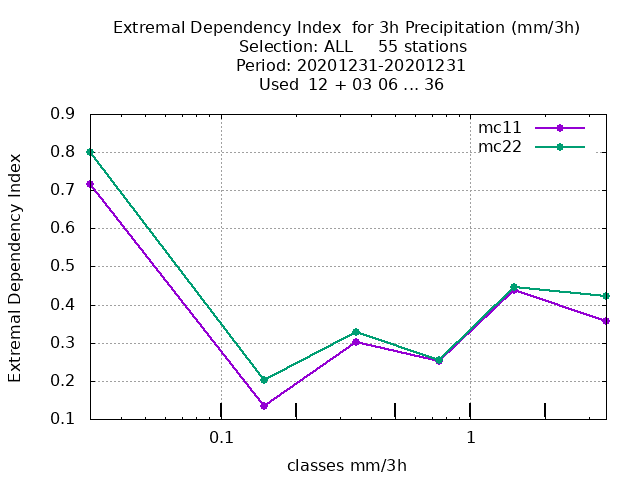 Extremal Dependency Index  for 3h Precipitation (mm/3h)
Selection: ALL     55 stations
Period: 20201231-20201231
Used  12 + 03 06 ... 36
mc11
mc22
Extremal Dependency Index
0.9
0.8
0.7
0.6
0.5
0.4
0.3
0.2
0.1
0.1 1
classes mm/3h